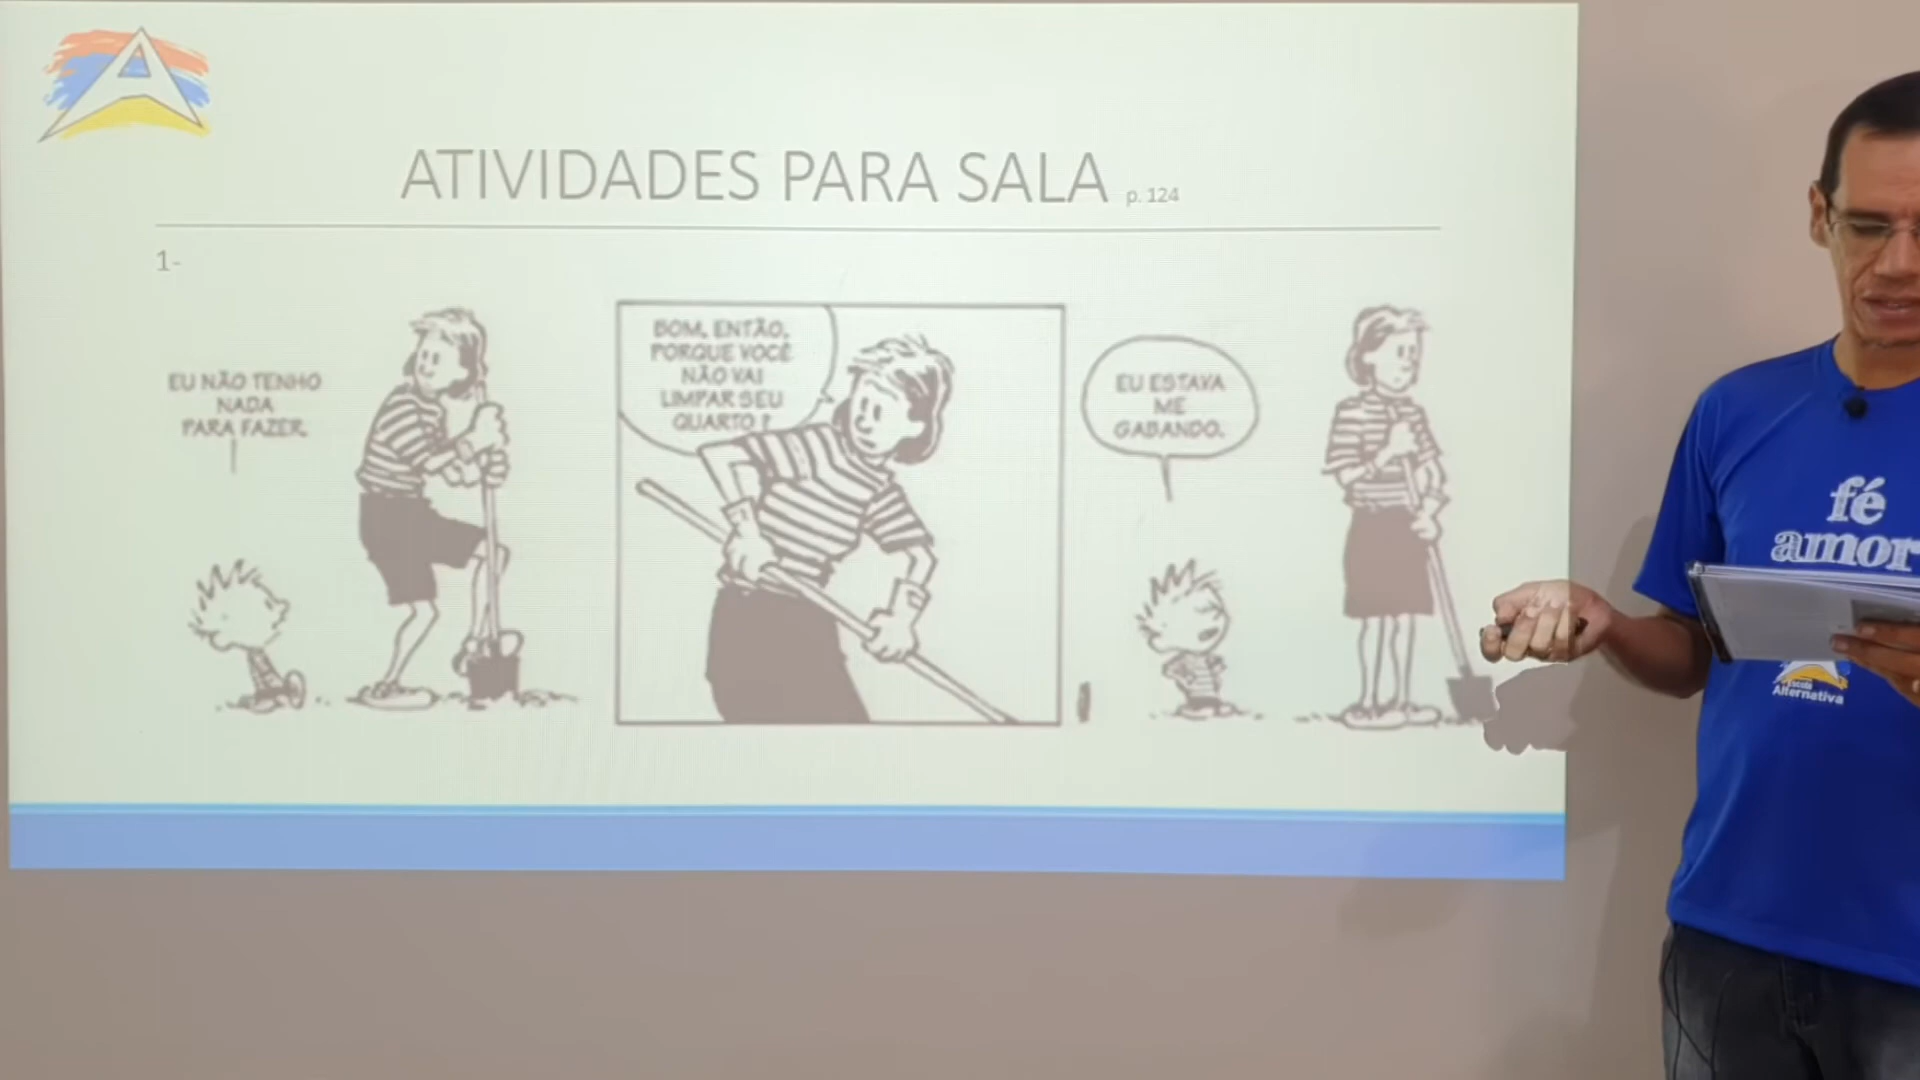 ATIVIDADES PARA SALA p. 124
1-
EU NÃO TENHO
NADA
PARA FAZER.
BOM, ENTÃO,
PORQUE VOCÊ
NÃO VAI
LIMPAR SEU
QUARTO?
EU ESTAVA
ME
GABANDO.
fé
amor
Escola
Alternativa